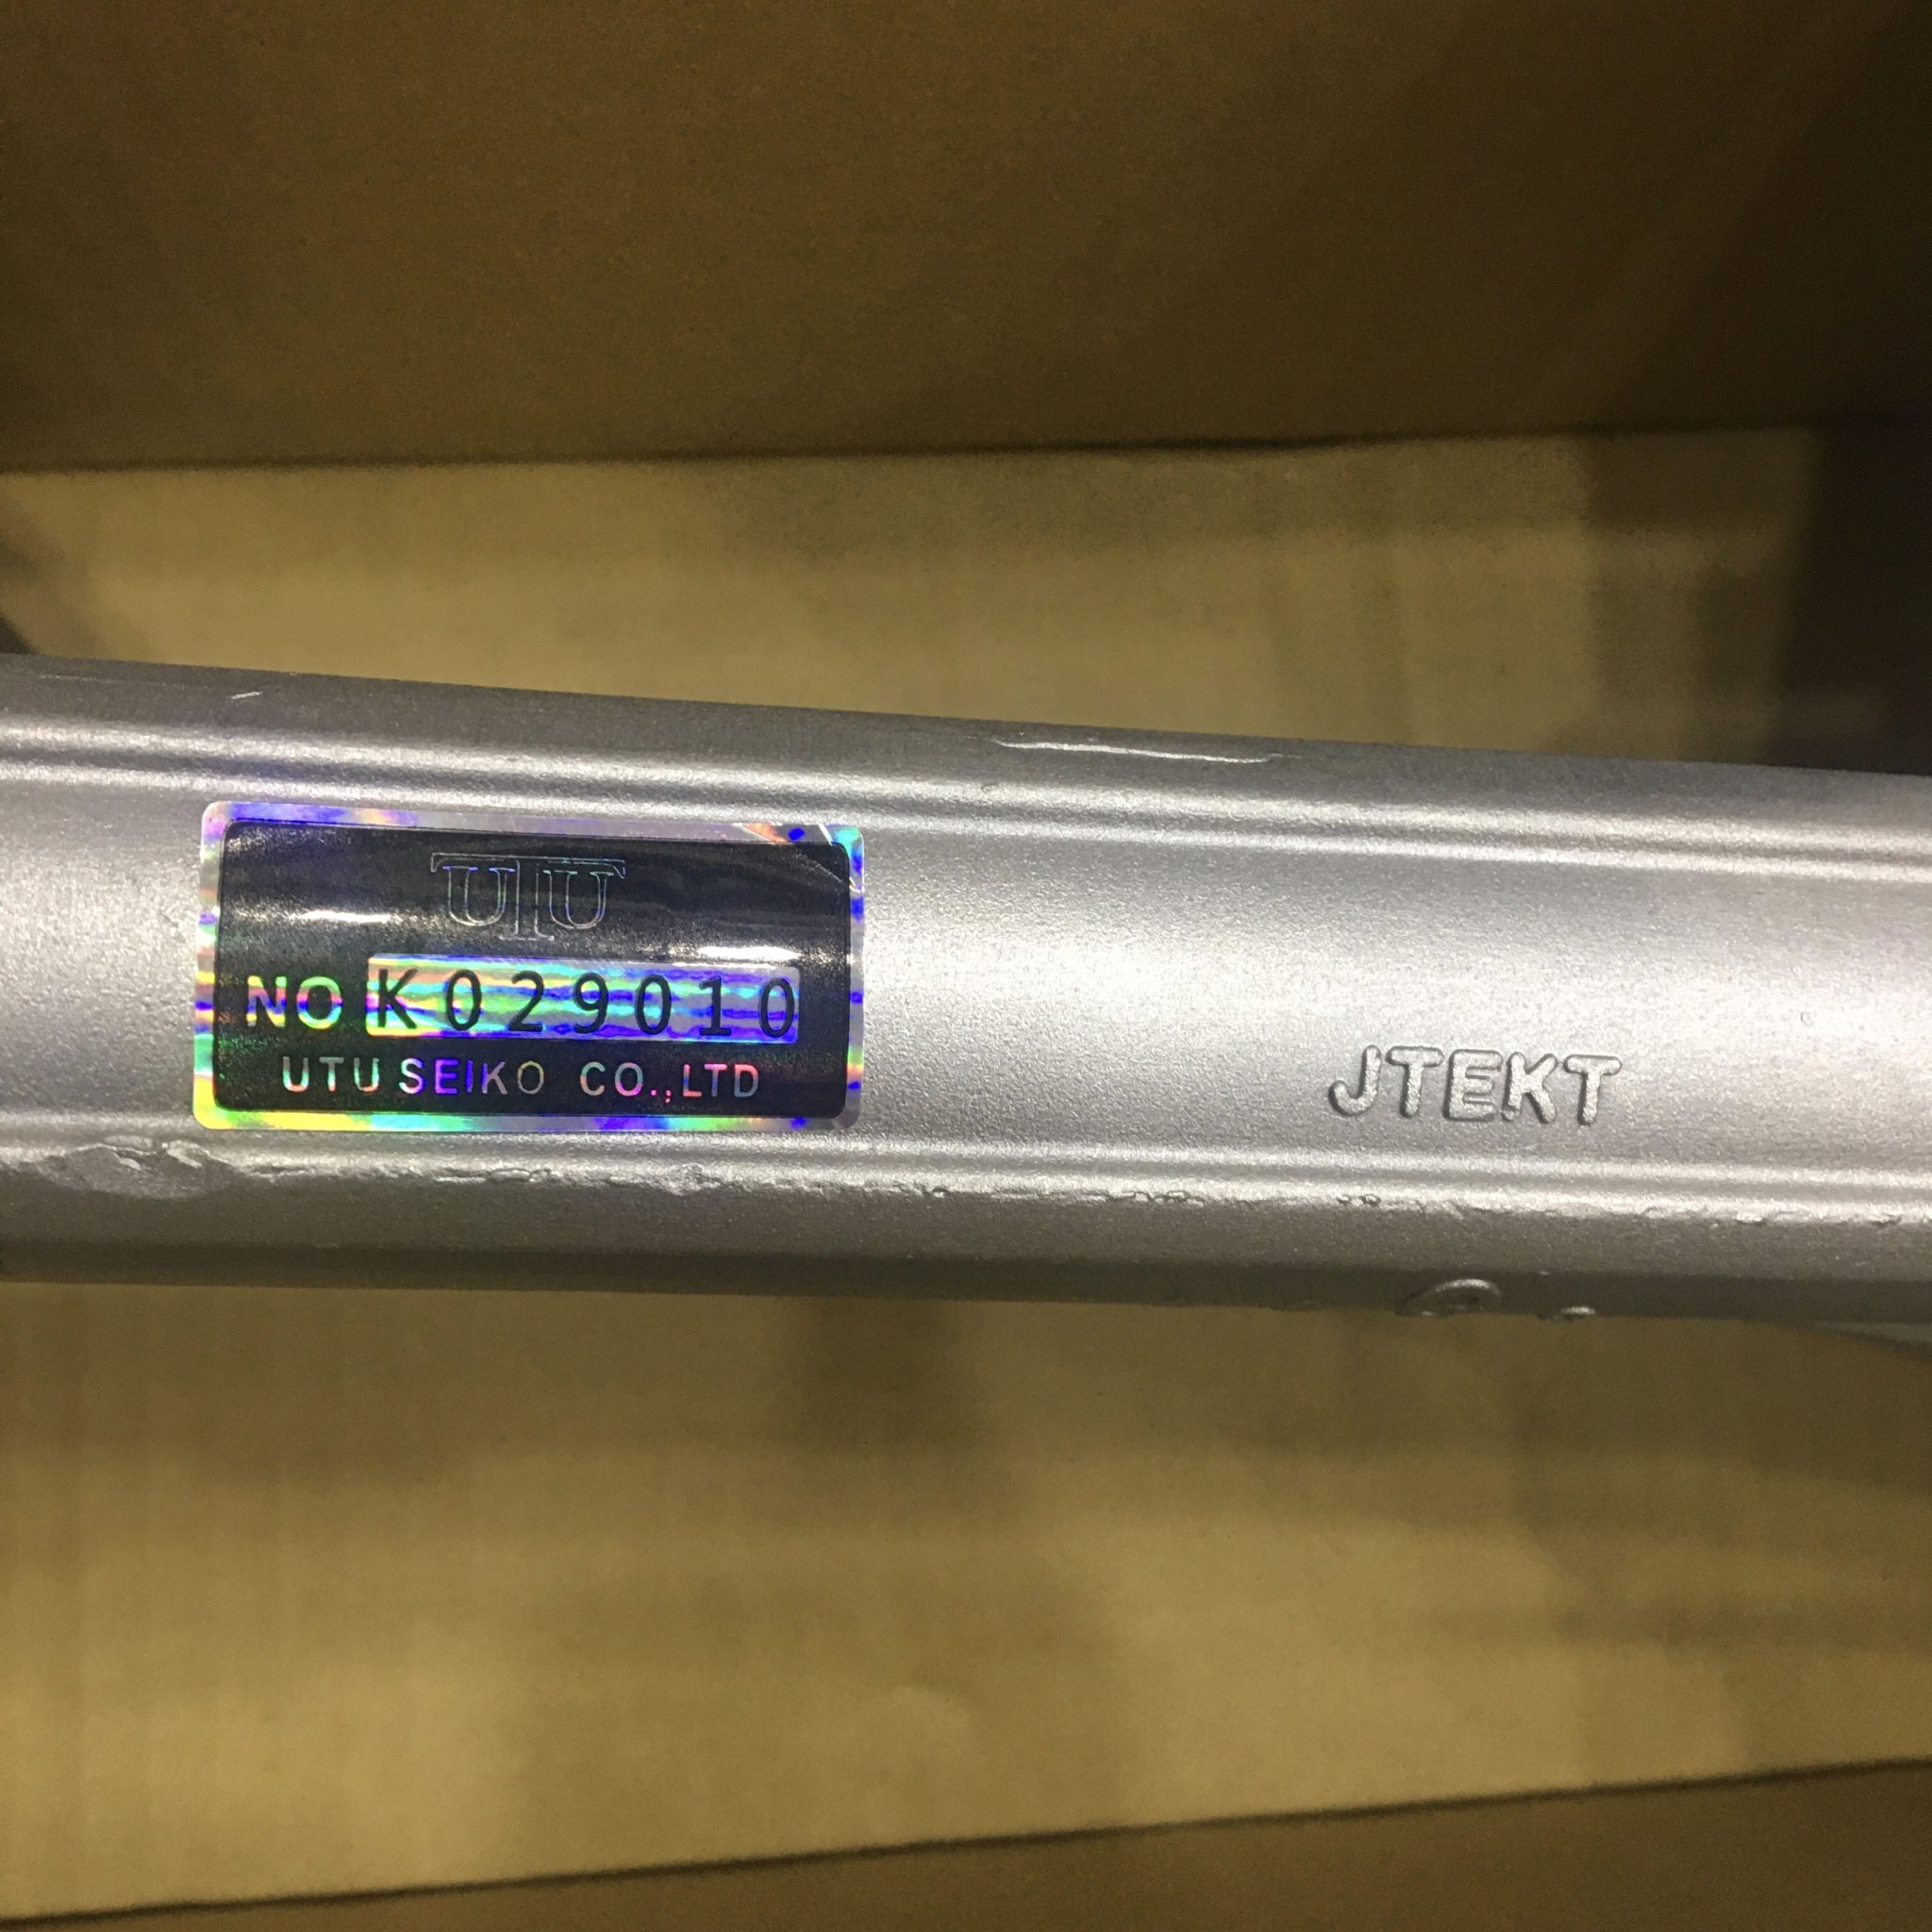 UTU
NO K029010
UTU SEIKO CO.,LTD
JTEKT